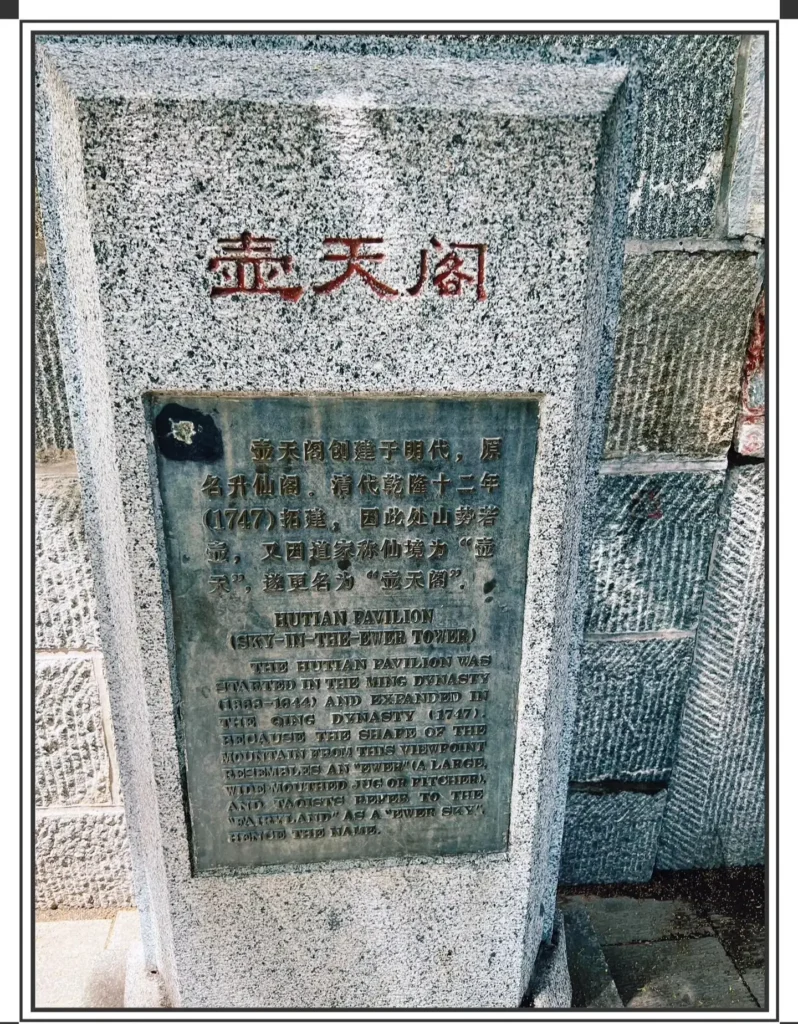 壶天阁
壶天阁创建于明代，原
名升仙阁。清代乾隆十二年
(1747)拓建，因此处山势若
壶，又因道家称仙境为“壶
天”，遂更名为“壶天阁”。
HUTIAN PAVILION
(SKY-IN-THE-EWER TOWER)
THE HUTIAN PAVILION WAS
STARTED IN THE MING DYNASTY
(1368-1644) AND EXPANDED IN
THE QING DYNASTY (1747).
BECAUSE THE SHAPE OF THE
MOUNTAIN FROM THIS VIEWPOINT
RESEMBLES AN "EWER" (A LARGE,
WIDE-MOUTHED JUG OR PITCHER),
AND TAOISTS REFER TO THE
"FAIRYLAND" AS A "EWER SKY",
HENCE THE NAME.